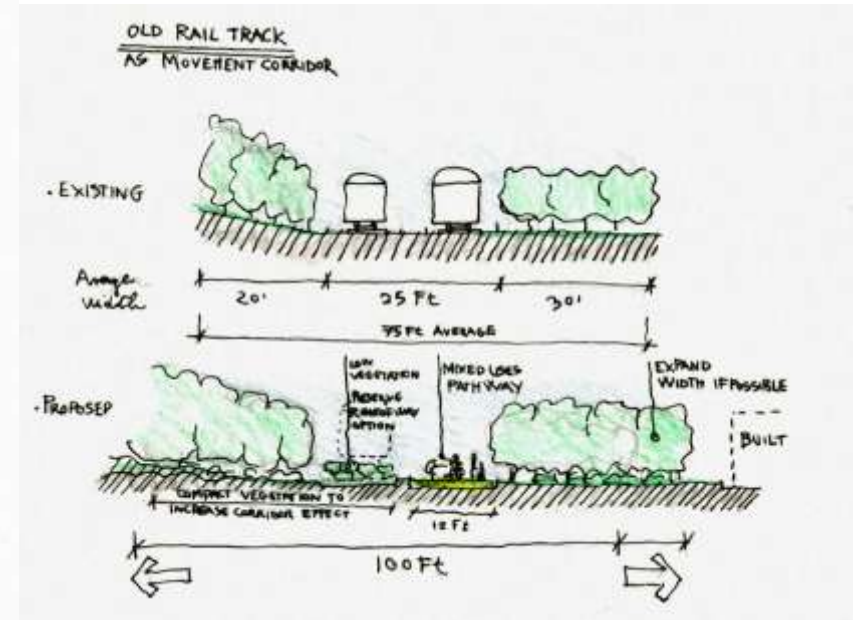 OLD RAIL TRACK
AS MOVEMENT CORRIDOR
. EXISTING
Average
width
20'
25 Ft
30'
75 Ft AVERAGE
LOW
VEGETATION
OPTION
MIXED USES
PATHWAY
EXPAND
WIDTH IF POSSIBLE
. PROPOSED
BUILT
COMPACT VEGETATION TO
INCREASE CORRIDOR EFFECT
12 Ft
100 Ft